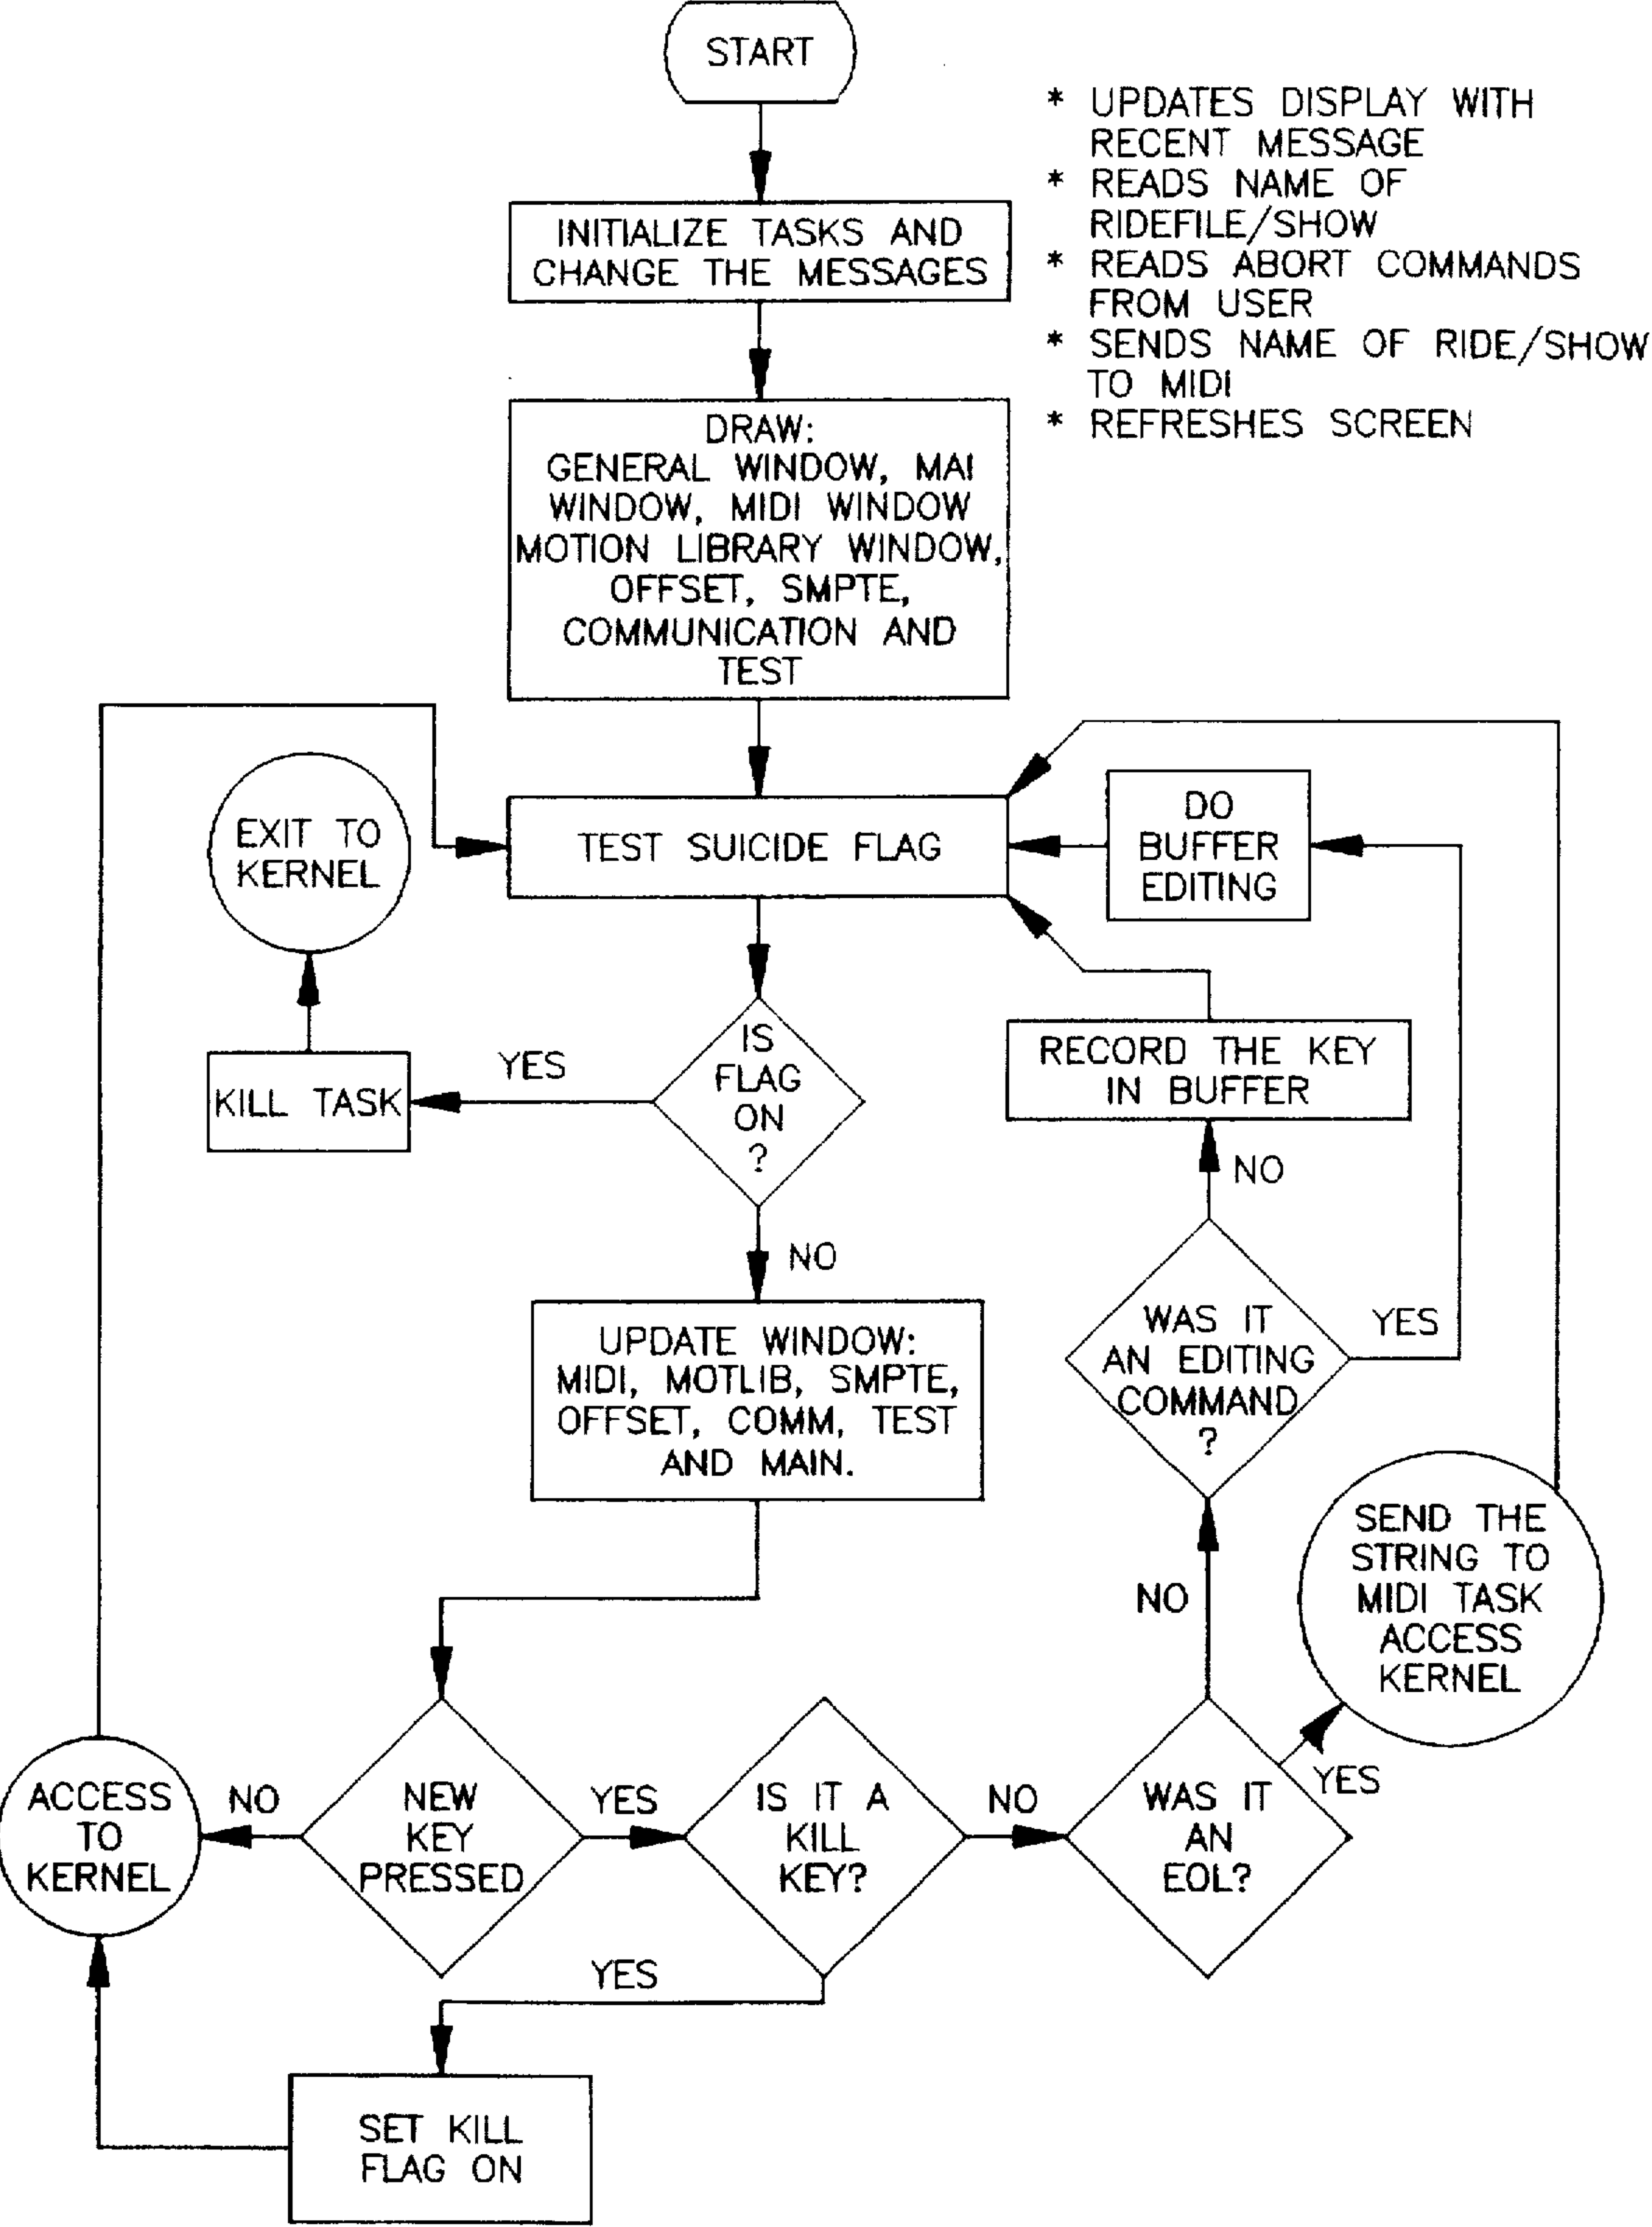 START
* UPDATES DISPLAY WITH
RECENT MESSAGE
* READS NAME OF
RIDEFILE/SHOW
* READS ABORT COMMANDS
FROM USER
* SENDS NAME OF RIDE/SHOW
TO MIDI
* REFRESHES SCREEN
INITIALIZE TASKS AND
CHANGE THE MESSAGES
DRAW:
GENERAL WINDOW, MAI
WINDOW, MIDI WINDOW
MOTION LIBRARY WINDOW,
OFFSET, SMPTE,
COMMUNICATION AND
TEST
EXIT TO
KERNEL
TEST SUICIDE FLAG
DO
BUFFER
EDITING
KILL TASK
YES
IS
FLAG
ON
?
RECORD THE KEY
IN BUFFER
NO
NO
UPDATE WINDOW:
MIDI, MOTLIB, SMPTE,
OFFSET, COMM, TEST
AND MAIN.
WAS IT
AN EDITING
COMMAND
?
YES
SEND THE
STRING TO
MIDI TASK
ACCESS
KERNEL
NO
ACCESS
TO
KERNEL
NO
NEW
KEY
PRESSED
YES
IS IT A
KILL
KEY?
NO
WAS IT
AN
EOL?
YES
YES
SET KILL
FLAG ON